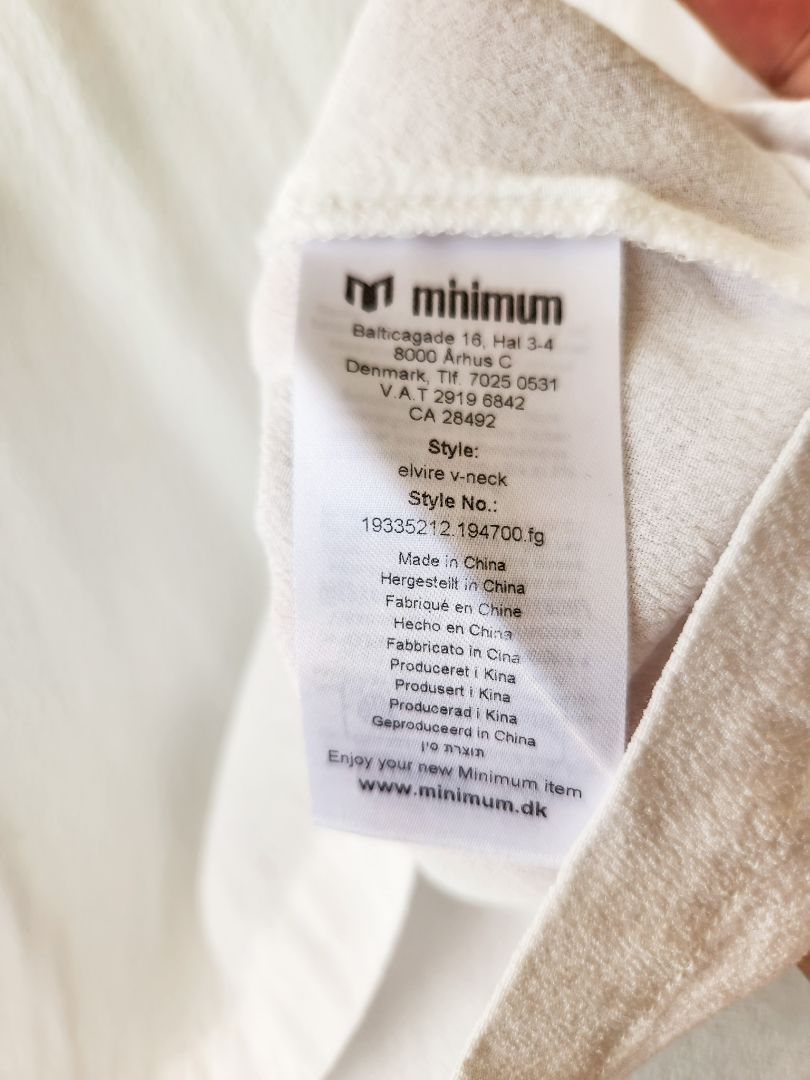 minimum
Balticagade 16, Hal 3-4
8000 Århus C
Denmark, Tlf. 7025 0531
V.A.T 2919 6842
CA 28492
Style:
elvire v-neck
Style No.:
19335212.194700.fg
Made in China
Hergestellt in China
Fabriqué en Chine
Hecho en China
Fabbricato in Cina
Produceret i Kina
Produsert i Kina
Producerad i Kina
Geproduceerd in China
תוצרת סין
Enjoy your new Minimum item
www.minimum.dk